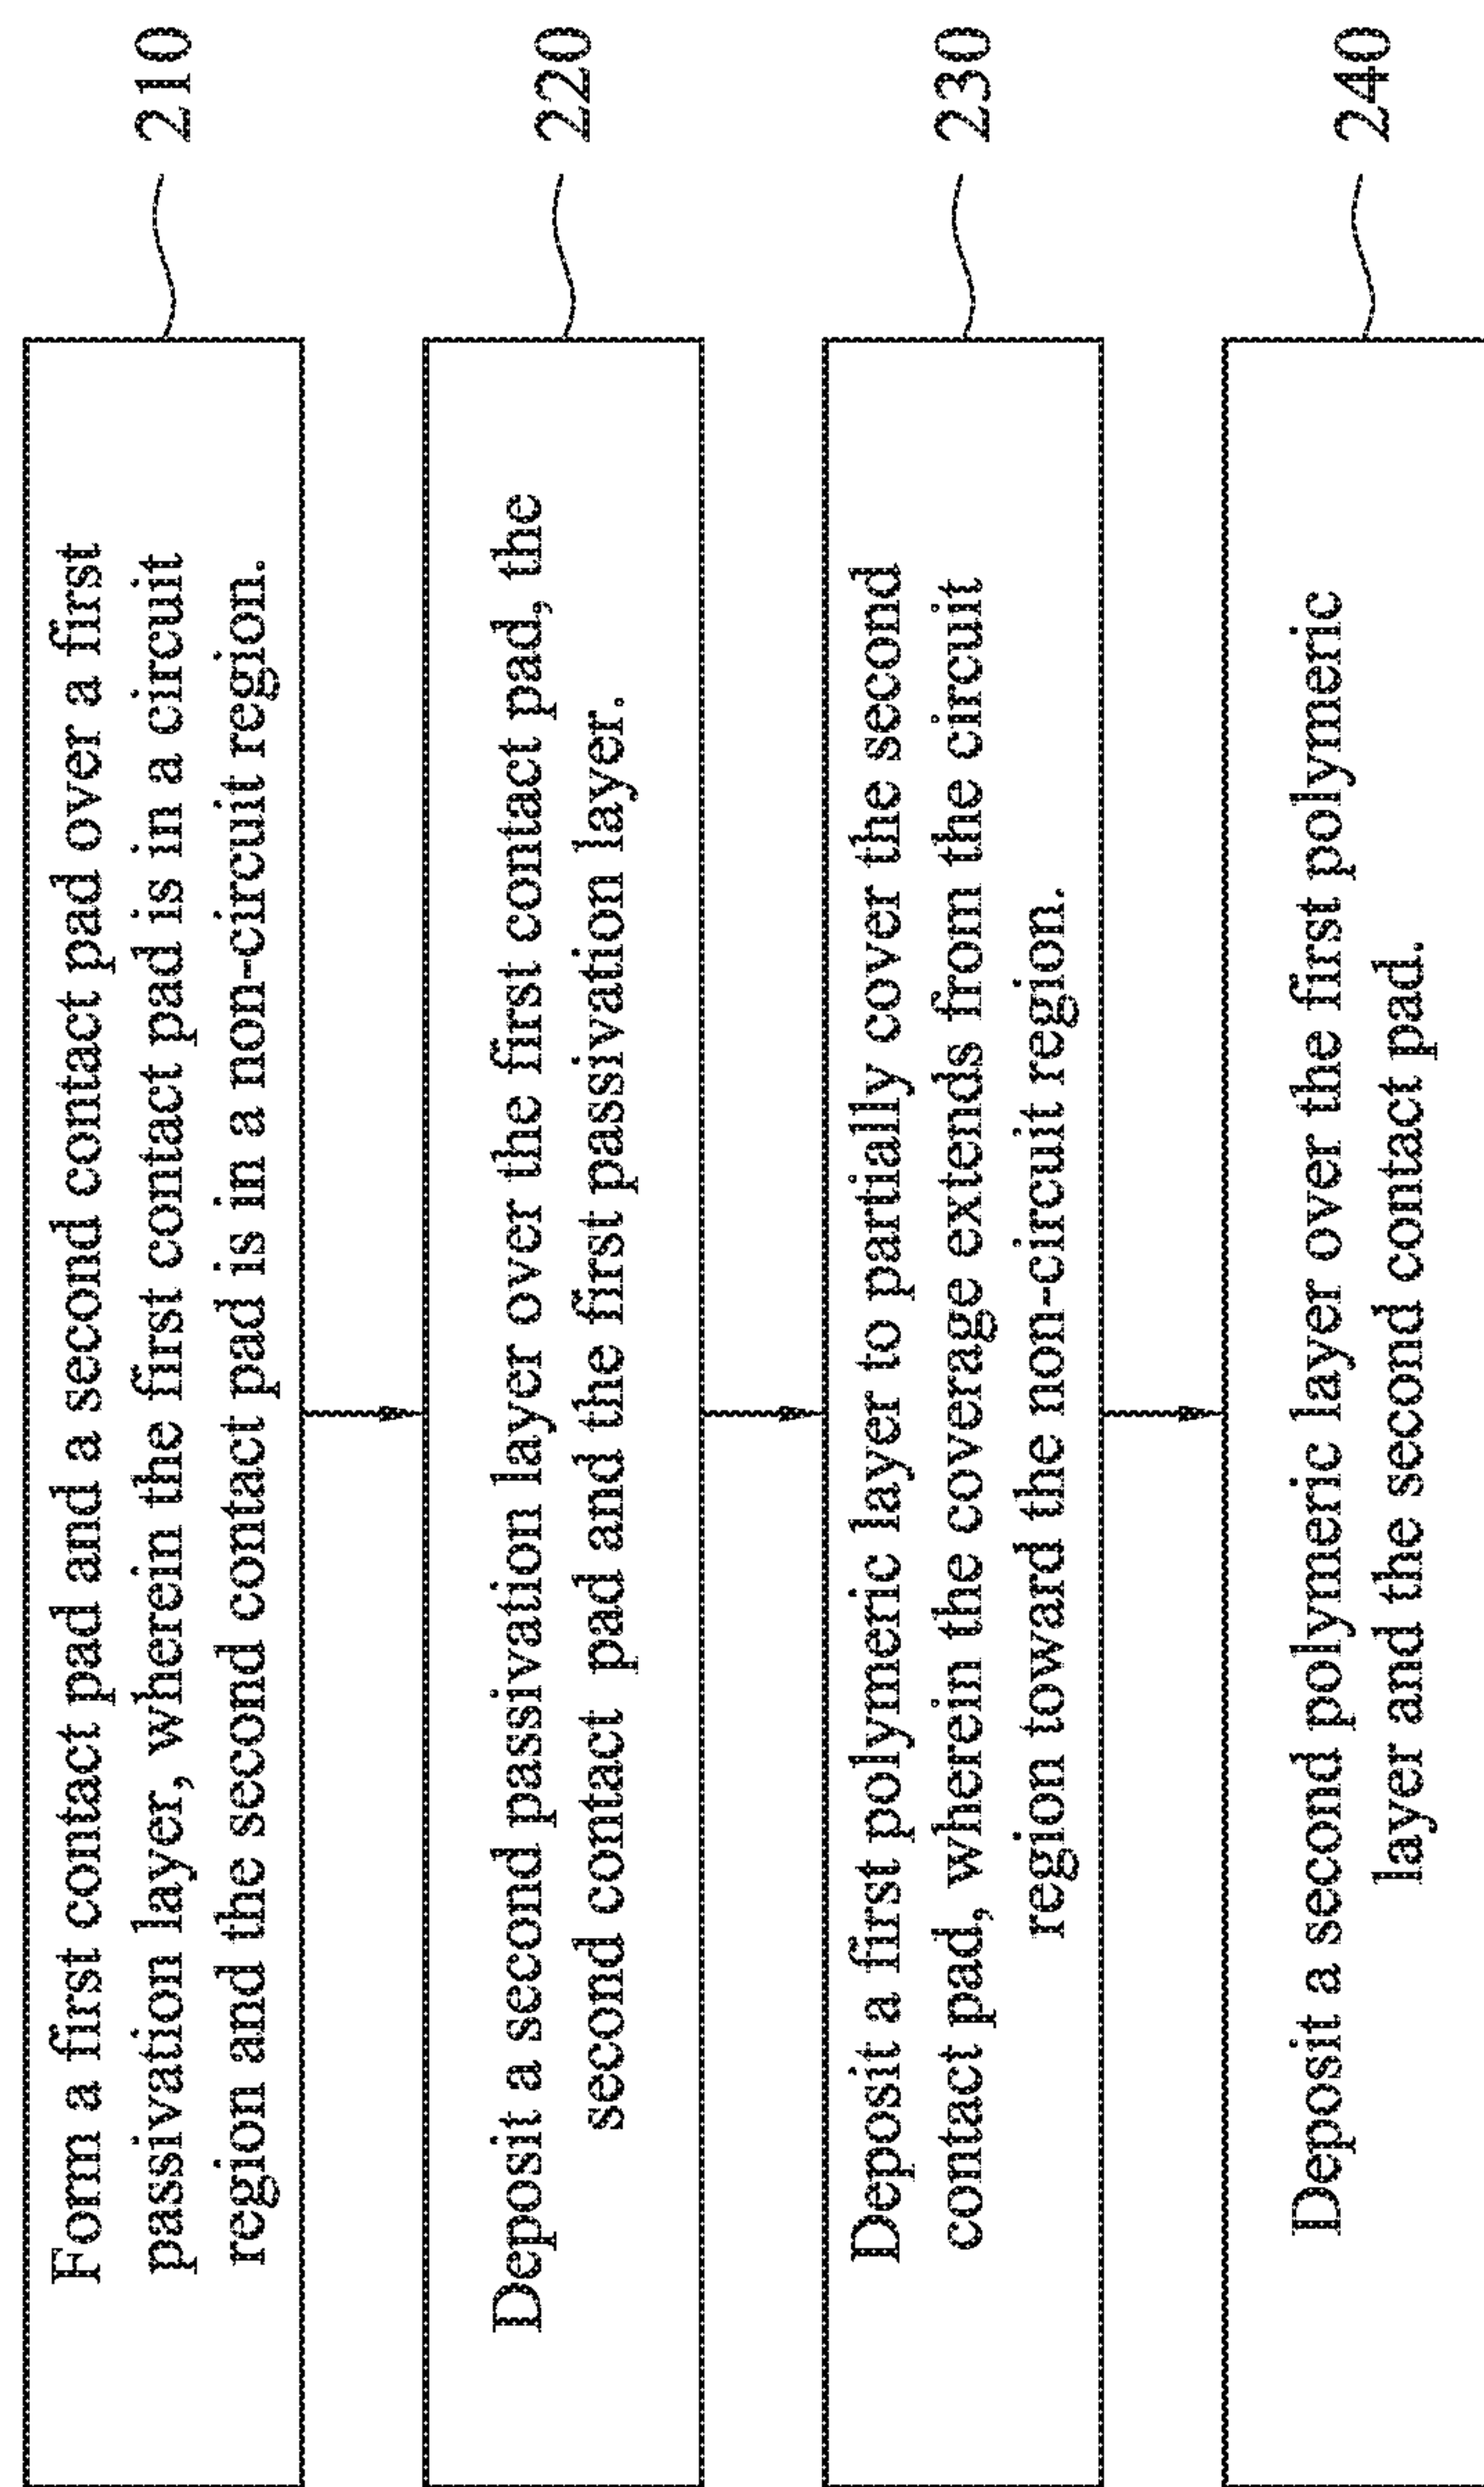 Form a first contact pad and a second contact pad over a first
passivation layer, wherein the first contact pad is in a circuit
region and the second contact pad is in a non-circuit region.
210
Deposit a second passivation layer over the first contact pad, the
second contact pad and the first passivation layer.
220
Deposit a first polymeric layer to partially cover the second
contact pad, wherein the coverage extends from the circuit
region toward the non-circuit region.
230
Deposit a second polymeric layer over the first polymeric
layer and the second contact pad.
240